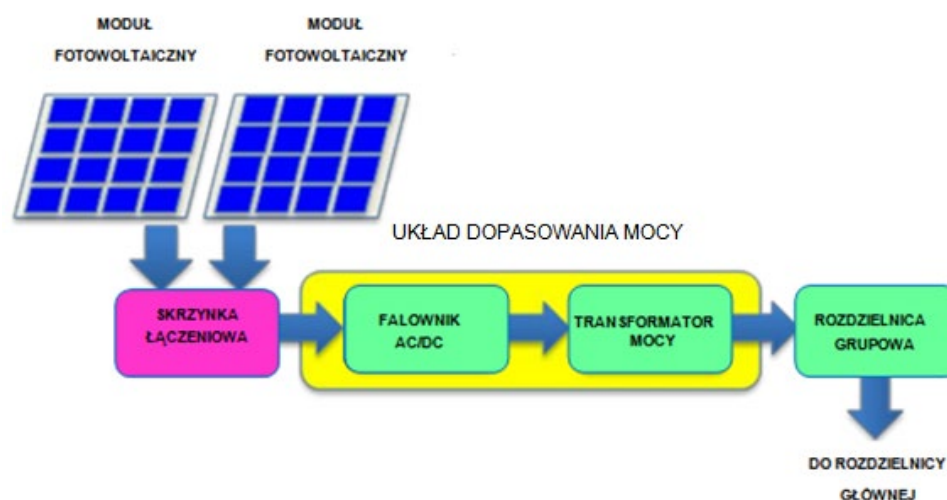 MODUŁ
FOTOWOLTAICZNY
MODUŁ
FOTOWOLTAICZNY
UKŁAD DOPASOWANIA MOCY
SKRZYNKA
ŁĄCZENIOWA
FALOWNIK
AC/DC
TRANSFORMATOR
MOCY
ROZDZIELNICA
GRUPOWA
DO ROZDZIELNICY
GŁÓWNEJ